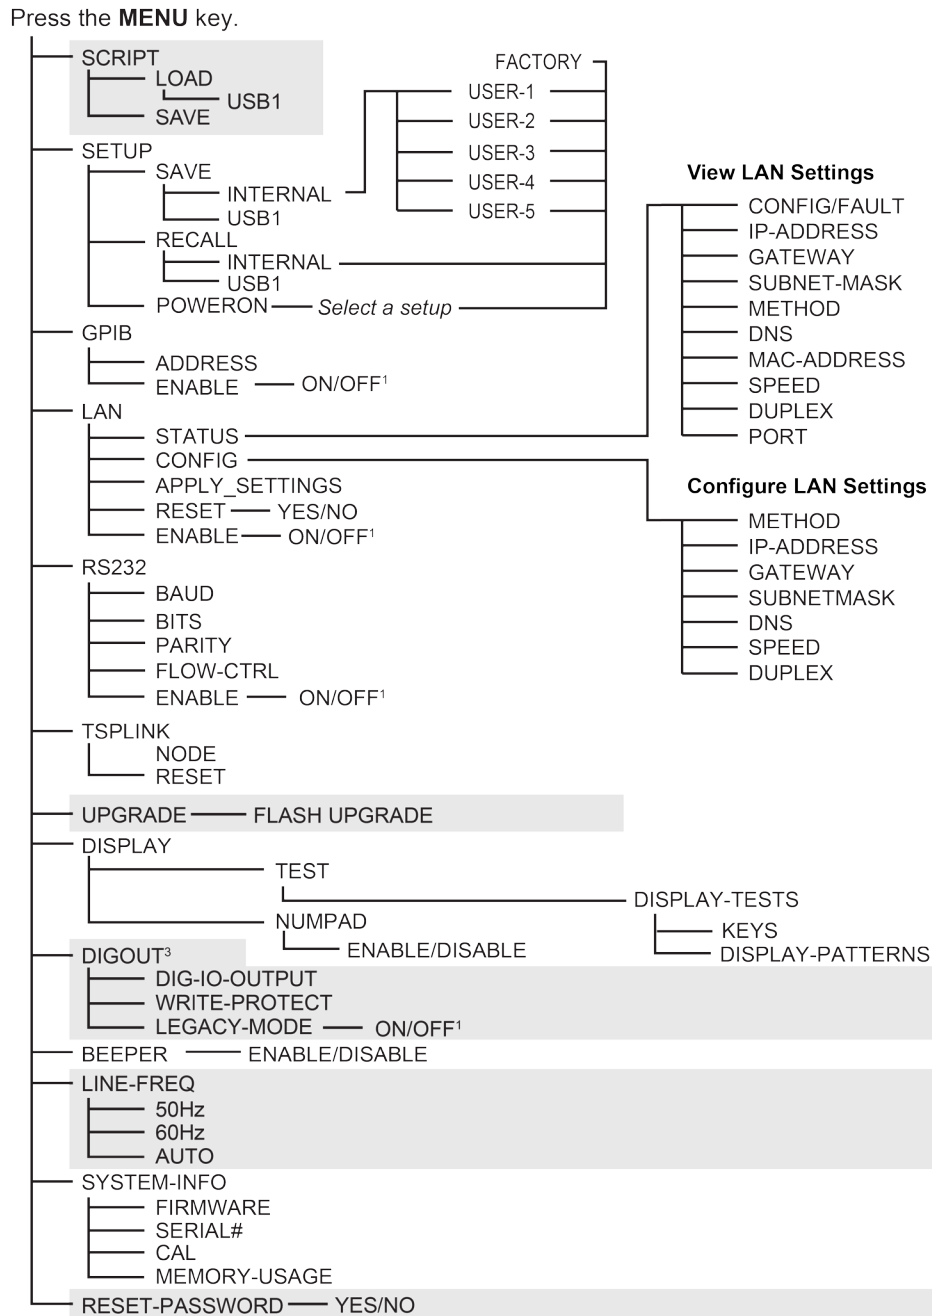 Press the MENU key.
SCRIPT
LOAD
USB1
SAVE
SETUP
SAVE
INTERNAL
USB1
RECALL
INTERNAL
USB1
POWERON
Select a setup
FACTORY
USER-1
USER-2
USER-3
USER-4
USER-5
GPIB
ADDRESS
ENABLE
ON/OFF¹
LAN
STATUS
CONFIG
APPLY_SETTINGS
RESET
YES/NO
ENABLE
ON/OFF¹
View LAN Settings
CONFIG/FAULT
IP-ADDRESS
GATEWAY
SUBNET-MASK
METHOD
DNS
MAC-ADDRESS
SPEED
DUPLEX
PORT
Configure LAN Settings
METHOD
IP-ADDRESS
GATEWAY
SUBNETMASK
DNS
SPEED
DUPLEX
RS232
BAUD
BITS
PARITY
FLOW-CTRL
ENABLE
ON/OFF¹
TSPLINK
NODE
RESET
UPGRADE
FLASH UPGRADE
DISPLAY
TEST
DISPLAY-TESTS
KEYS
DISPLAY-PATTERNS
NUMPAD
ENABLE/DISABLE
DIGOUT³
DIG-IO-OUTPUT
WRITE-PROTECT
LEGACY-MODE
ON/OFF¹
BEEPER
ENABLE/DISABLE
LINE-FREQ
50Hz
60Hz
AUTO
SYSTEM-INFO
FIRMWARE
SERIAL#
CAL
MEMORY-USAGE
RESET-PASSWORD
YES/NO